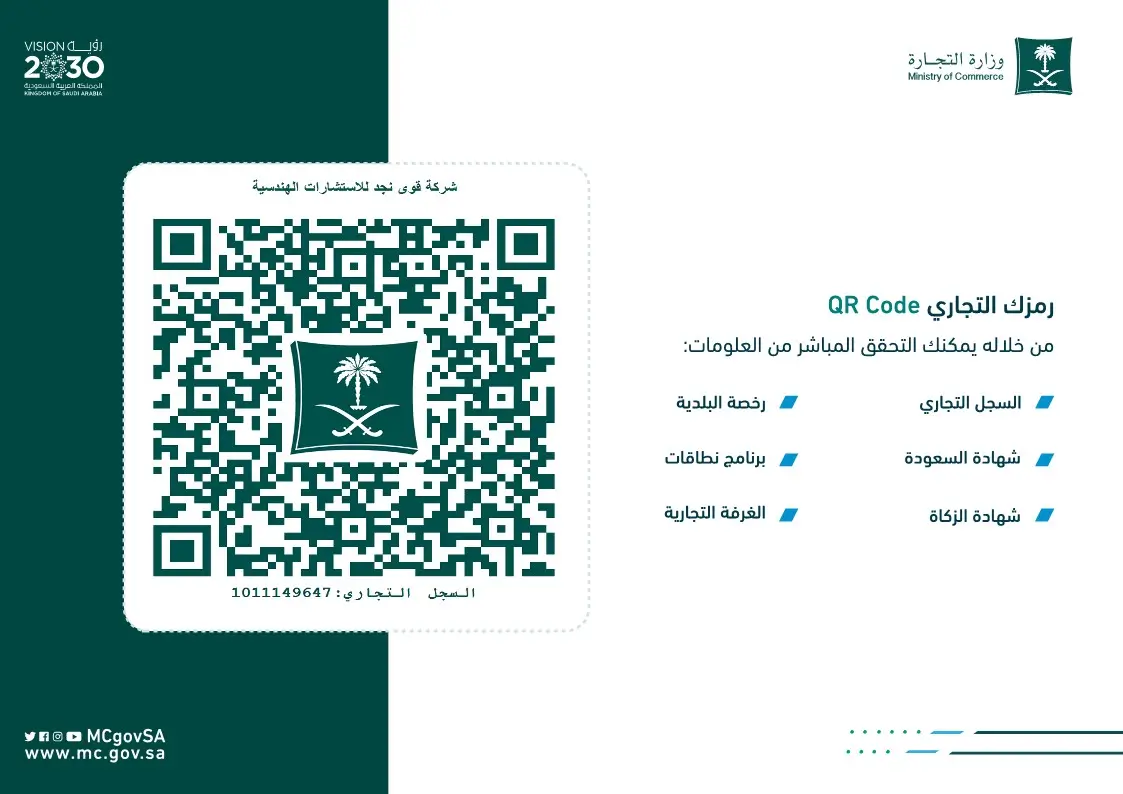 VISION رؤيــة
2030
المملكة العربية السعودية
KINGDOM OF SAUDI ARABIA
وزارة التجـارة
Ministry of Commerce
شركة قوى نجد للاستشارات الهندسية
السجل التجاري:1011149647
رمزك التجاري QR Code
من خلاله يمكنك التحقق المباشر من العلومات:
السجل التجاري
رخصة البلدية
شهادة السعودة
برنامج نطاقات
شهادة الزكاة
الغرفة التجارية
MCgovSA
www.mc.gov.sa